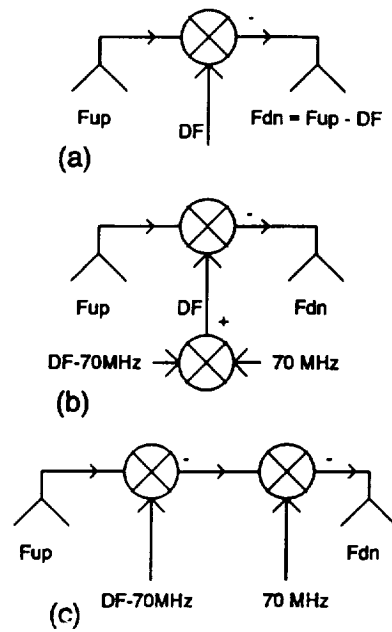 -
Fup
DF
Fdn = Fup - DF
(a)
-
Fup
DF
Fdn
+
DF-70MHz
70 MHz
(b)
-
-
Fup
Fdn
DF-70MHz
70 MHz
(c)